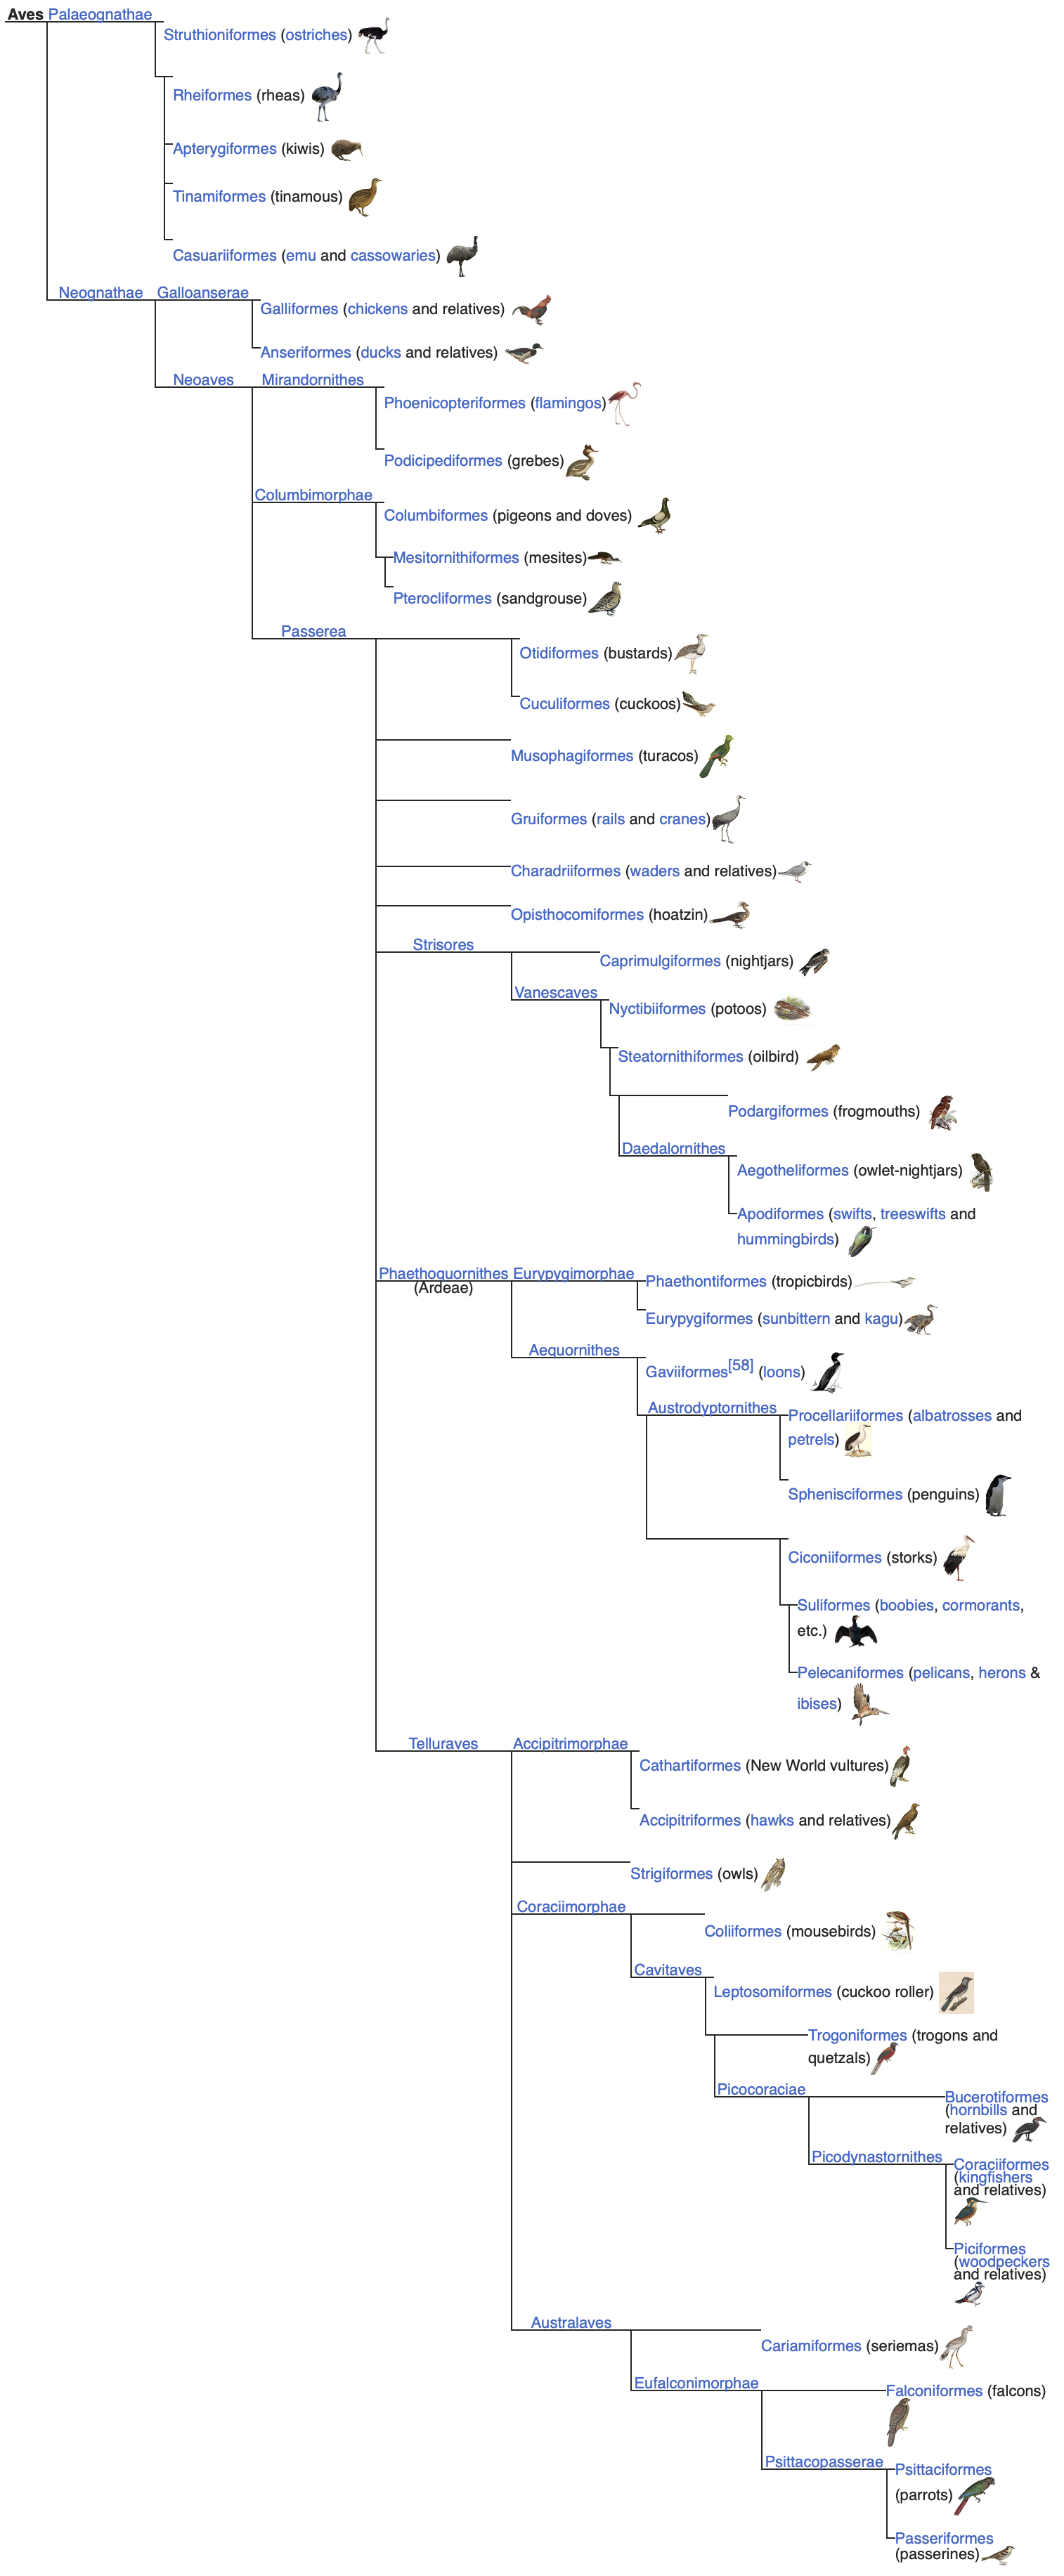 Aves Palaeognathae
Struthioniformes (ostriches)
Rheiformes (rheas)
Apterygiformes (kiwis)
Tinamiformes (tinamous)
Casuariiformes (emu and cassowaries)
Neognathae Galloanserae
Galliformes (chickens and relatives)
Anseriformes (ducks and relatives)
Neoaves Mirandornithes
Phoenicopteriformes (flamingos)
Podicipediformes (grebes)
Columbimorphae
Columbiformes (pigeons and doves)
Mesitornithiformes (mesites)
Pterocliformes (sandgrouse)
Passerea
Otidiformes (bustards)
Cuculiformes (cuckoos)
Musophagiformes (turacos)
Gruiformes (rails and cranes)
Charadriiformes (waders and relatives)
Opisthocomiformes (hoatzin)
Strisores
Caprimulgiformes (nightjars)
Vanescaves
Nyctibiiformes (potoos)
Steatornithiformes (oilbird)
Podargiformes (frogmouths)
Daedalornithes
Aegotheliformes (owlet-nightjars)
Apodiformes (swifts, treeswifts and
hummingbirds)
Phaethoquornithes Eurypygimorphae
(Ardeae)
Phaethontiformes (tropicbirds)
Eurypygiformes (sunbittern and kagu)
Aequornithes
Gaviiformes[58] (loons)
Austrodyptornithes
Procellariiformes (albatrosses and
petrels)
Sphenisciformes (penguins)
Ciconiiformes (storks)
Suliformes (boobies, cormorants,
etc.)
Pelecaniformes (pelicans, herons &
ibises)
Telluraves Accipitrimorphae
Cathartiformes (New World vultures)
Accipitriformes (hawks and relatives)
Strigiformes (owls)
Coraciimorphae
Coliiformes (mousebirds)
Cavitaves
Leptosomiformes (cuckoo roller)
Trogoniformes (trogons and
quetzals)
Picocoraciae
Bucerotiformes
(hornbills and
relatives)
Picodynastornithes
Coraciiformes
(kingfishers
and relatives)
Piciformes
(woodpeckers
and relatives)
Australaves
Cariamiformes (seriemas)
Eufalconimorphae
Falconiformes (falcons)
Psittacopasserae
Psittaciformes
(parrots)
Passeriformes
(passerines)